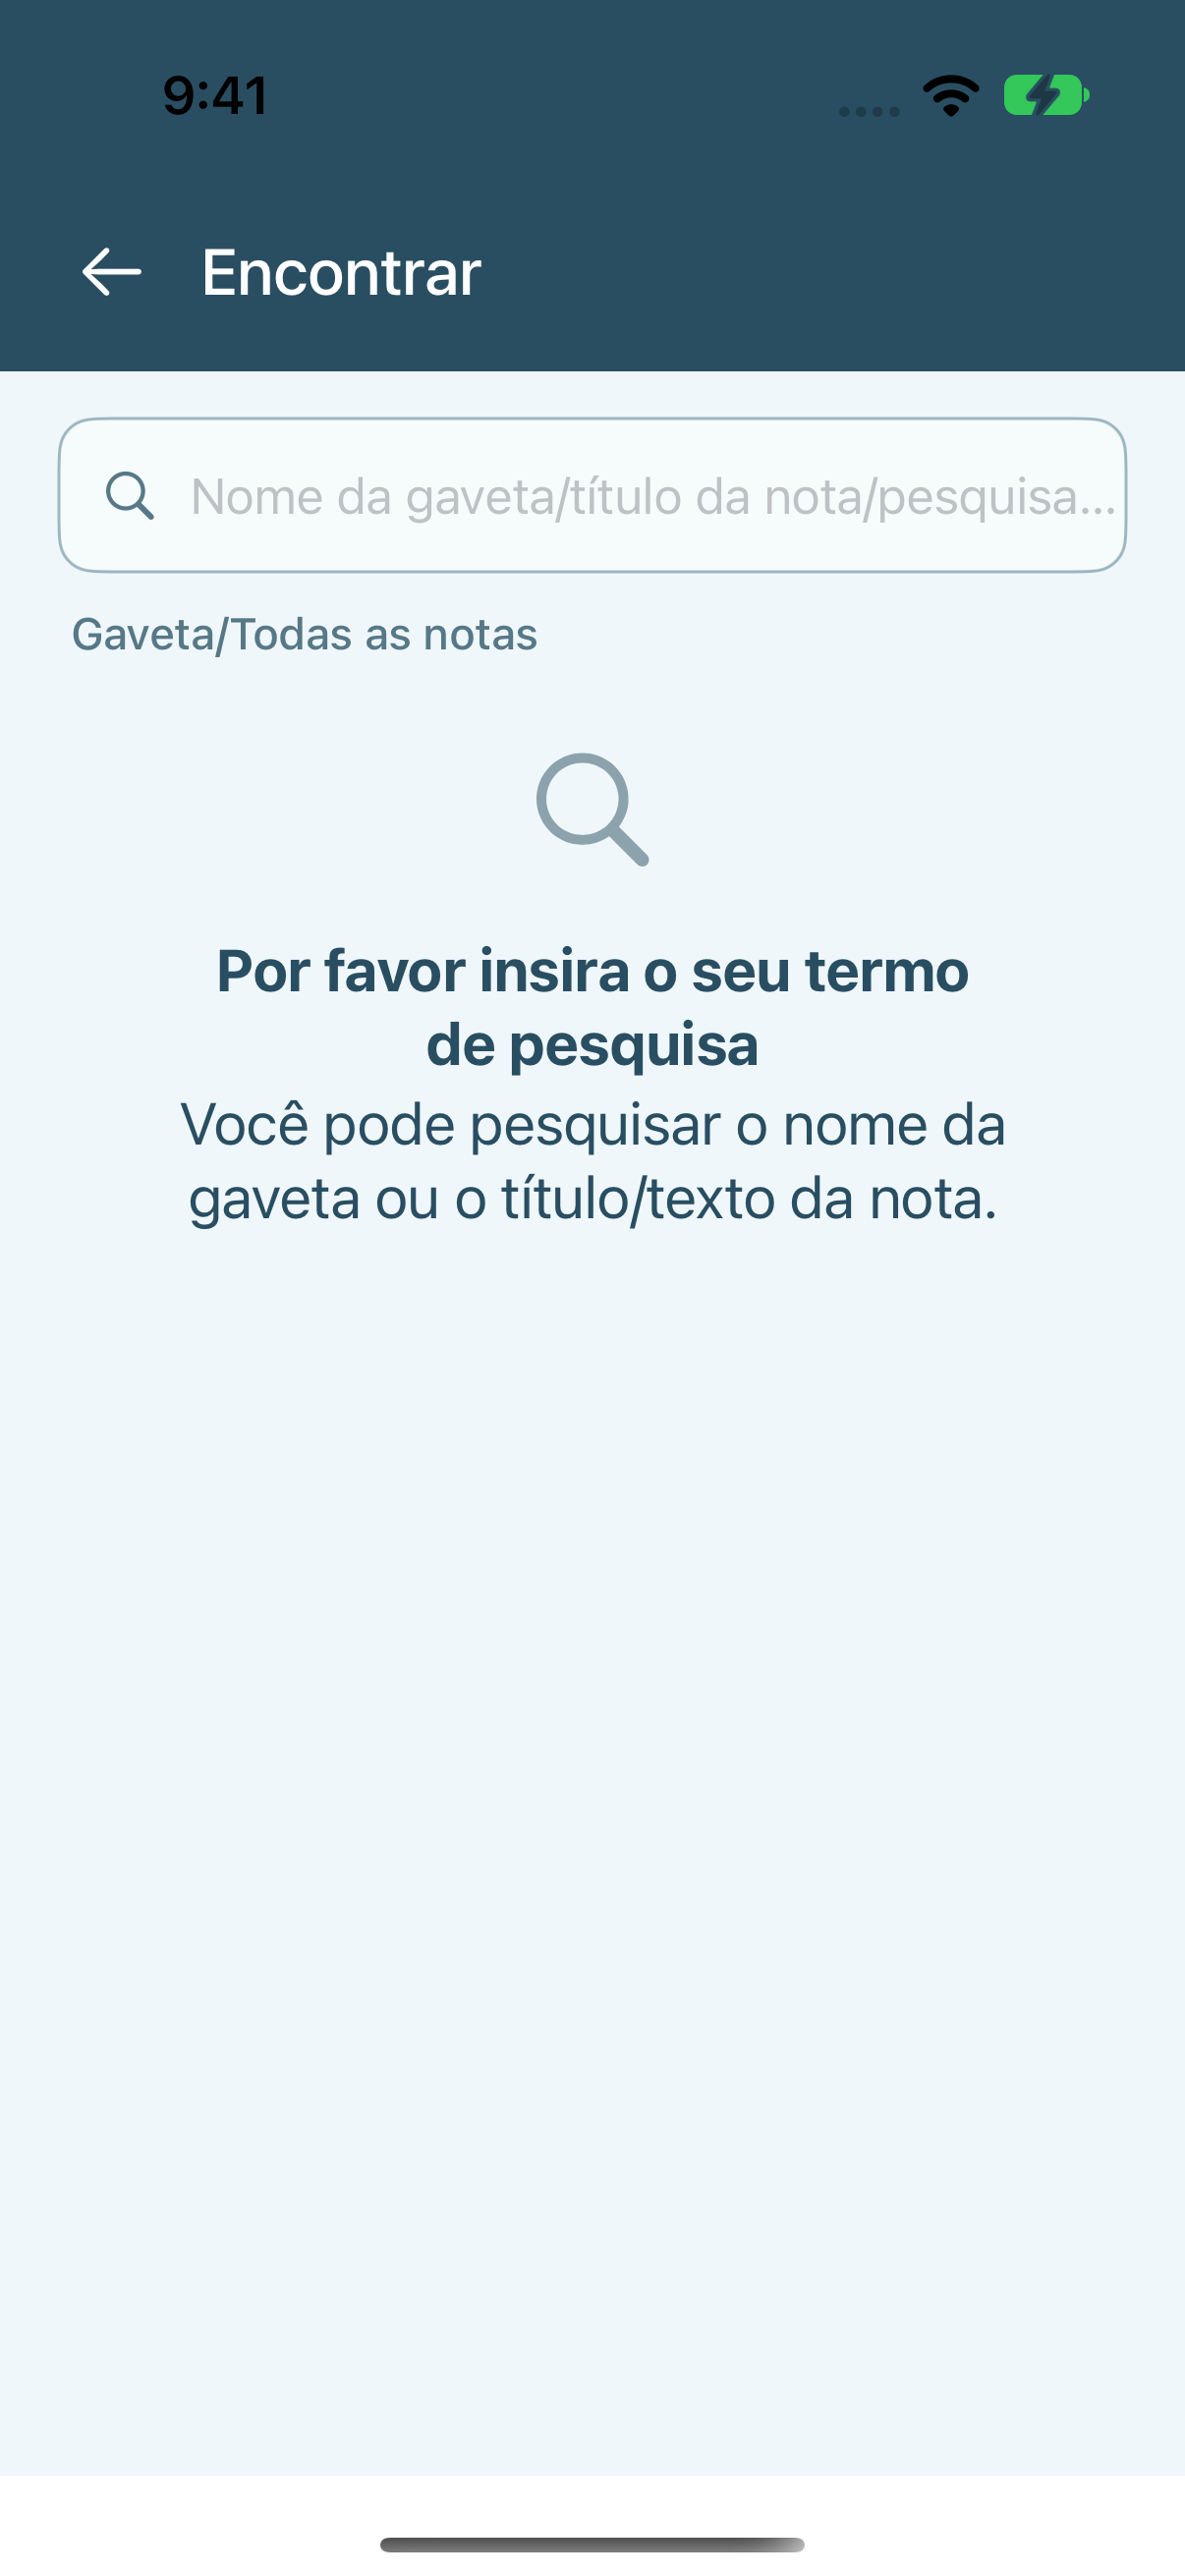 9:41
Encontrar
Nome da gaveta/título da nota/pesquisa...
Gaveta/Todas as notas
Por favor insira o seu termo
de pesquisa
Você pode pesquisar o nome da
gaveta ou o título/texto da nota.